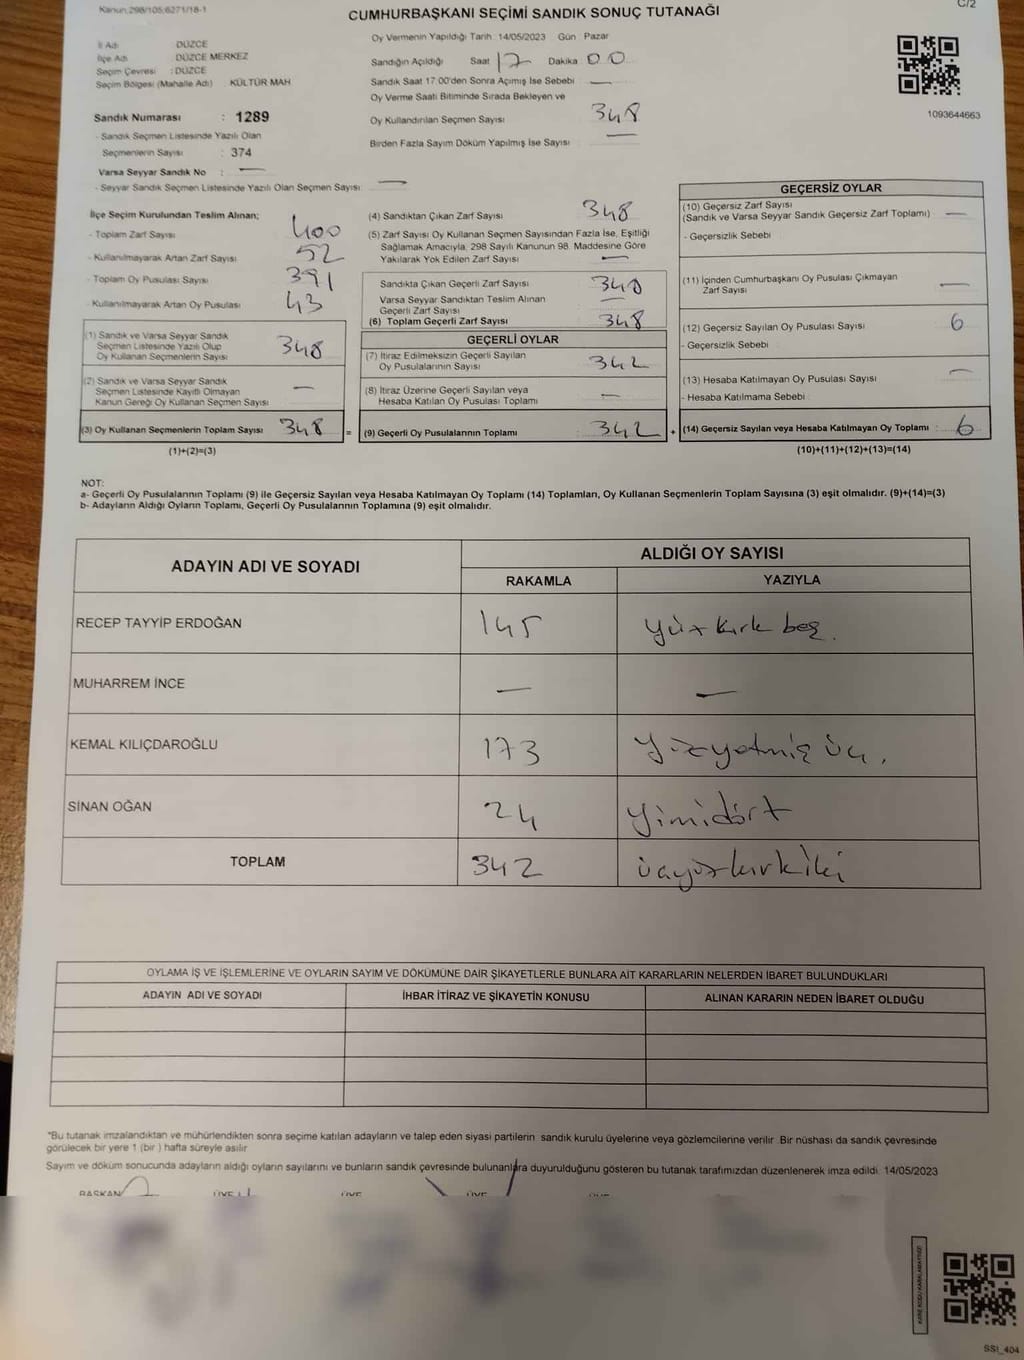 Kanun:298/105;6271/18-1
C/2
CUMHURBAŞKANI SEÇİMİ SANDIK SONUÇ TUTANAĞI
İl Adı : DÜZCE
İlçe Adı : DÜZCE MERKEZ
Seçim Çevresi : DÜZCE
Seçim Bölgesi (Mahalle Adı) : KÜLTÜR MAH
Sandık Numarası : 1289
- Sandık Seçmen Listesinde Yazılı Olan
Seçmenlerin Sayısı : 374
Varsa Seyyar Sandık No : —
- Seyyar Sandık Seçmen Listesinde Yazılı Olan Seçmen Sayısı: —
Oy Vermenin Yapıldığı Tarih :14/05/2023 Gün : Pazar
Sandığın Açıldığı Saat 17 Dakika 00
Sandık Saat 17.00'den Sonra Açımış İse Sebebi —
Oy Verme Saati Bitiminde Sırada Bekleyen ve
Oy Kullandırılan Seçmen Sayısı 348
Birden Fazla Sayım Döküm Yapılmış İse Sayısı —
1093644663
İlçe Seçim Kurulundan Teslim Alınan;
- Toplam Zarf Sayısı 400
- Kullanılmayarak Artan Zarf Sayısı 52
- Toplam Oy Pusulası Sayısı 391
- Kullanılmayarak Artan Oy Pusulası 43
(1) Sandık ve Varsa Seyyar Sandık
Seçmen Listesinde Yazılı Olup
Oy Kullanan Seçmenlerin Sayısı 348
(2) Sandık ve Varsa Seyyar Sandık
Seçmen Listesinde Kayıtlı Olmayan
Kanun Gereği Oy Kullanan Seçmen Sayısı —
(3) Oy Kullanan Seçmenlerin Toplam Sayısı 348 =
(1)+(2)=(3)
(4) Sandıktan Çıkan Zarf Sayısı 348
(5) Zarf Sayısı Oy Kullanan Seçmen Sayısından Fazla İse, Eşitliği
Sağlamak Amacıyla, 298 Sayılı Kanunun 98. Maddesine Göre
Yakılarak Yok Edilen Zarf Sayısı —
Sandıkta Çıkan Geçerli Zarf Sayısı 348
Varsa Seyyar Sandıktan Teslim Alınan
Geçerli Zarf Sayısı —
(6) Toplam Geçerli Zarf Sayısı 348
GEÇERLİ OYLAR
(7) İtiraz Edilmeksizin Geçerli Sayılan
Oy Pusulalarının Sayısı 342
(8) İtiraz Üzerine Geçerli Sayılan veya
Hesaba Katılan Oy Pusulası Toplamı —
(9) Geçerli Oy Pusulalarının Toplamı : 342 +
GEÇERSİZ OYLAR
(10) Geçersiz Zarf Sayısı
(Sandık ve Varsa Seyyar Sandık Geçersiz Zarf Toplamı) —
- Geçersizlik Sebebi
(11) İçinden Cumhurbaşkanı Oy Pusulası Çıkmayan
Zarf Sayısı —
(12) Geçersiz Sayılan Oy Pusulası Sayısı 6
- Geçersizlik Sebebi
(13) Hesaba Katılmayan Oy Pusulası Sayısı —
- Hesaba Katılmama Sebebi
(14) Geçersiz Sayılan veya Hesaba Katılmayan Oy Toplamı : 6
(10)+(11)+(12)+(13)=(14)
NOT:
a- Geçerli Oy Pusulalarının Toplamı (9) ile Geçersiz Sayılan veya Hesaba Katılmayan Oy Toplamı (14) Toplamları, Oy Kullanan Seçmenlerin Toplam Sayısına (3) eşit olmalıdır. (9)+(14)=(3)
b- Adayların Aldığı Oyların Toplamı, Geçerli Oy Pusulalarının Toplamına (9) eşit olmalıdır.
ADAYIN ADI VE SOYADI
ALDIĞI OY SAYISI
RAKAMLA YAZIYLA
RECEP TAYYİP ERDOĞAN 145 yüz kırk beş.
MUHARREM İNCE — —
KEMAL KILIÇDAROĞLU 173 yüzyetmiş üç.
SİNAN OĞAN 24 yimidört
TOPLAM 342 üçyüzkırkiki
OYLAMA İŞ VE İŞLEMLERİNE VE OYLARIN SAYIM VE DÖKÜMÜNE DAİR ŞİKAYETLERLE BUNLARA AİT KARARLARIN NELERDEN İBARET BULUNDUKLARI
ADAYIN ADI VE SOYADI İHBAR İTİRAZ VE ŞİKAYETİN KONUSU ALINAN KARARIN NEDEN İBARET OLDUĞU
*Bu tutanak imzalandıktan ve mühürlendikten sonra seçime katılan adayların ve talep eden siyasi partilerin sandık kurulu üyelerine veya gözlemcilerine verilir. Bir nüshası da sandık çevresinde
görülecek bir yere 1 (bir ) hafta süreyle asılır.
Sayım ve döküm sonucunda adayların aldığı oyların sayılarını ve bunların sandık çevresinde bulunanlara duyurulduğunu gösteren bu tutanak tarafımızdan düzenlenerek imza edildi. 14/05/2023
BAŞKAN ÜYE ÜYE ÜYE ÜYE
KARE KODU KARALAMAYINIZ!
SSI_404